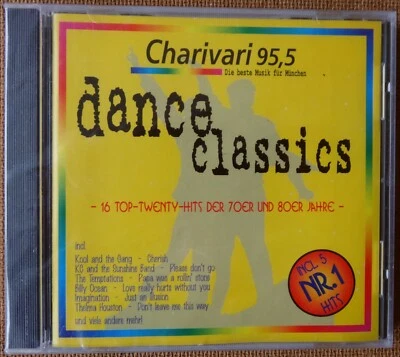 Charivari 95,5
Die beste Musik für München
dance
classics
- 16 TOP-TWENTY-HITS DER 70ER UND 80ER JAHRE -
incl.
Kool and the Gang - Cherish
KC and the Sunshine Band - Please don't go
The Temptations - Papa was a rollin' stone
Billy Ocean - Love really hurts without you
Imagination - Just an illusion
Thelma Houston - Don't leave me this way
und viele andere mehr!
INCL. 5
NR. 1
HITS